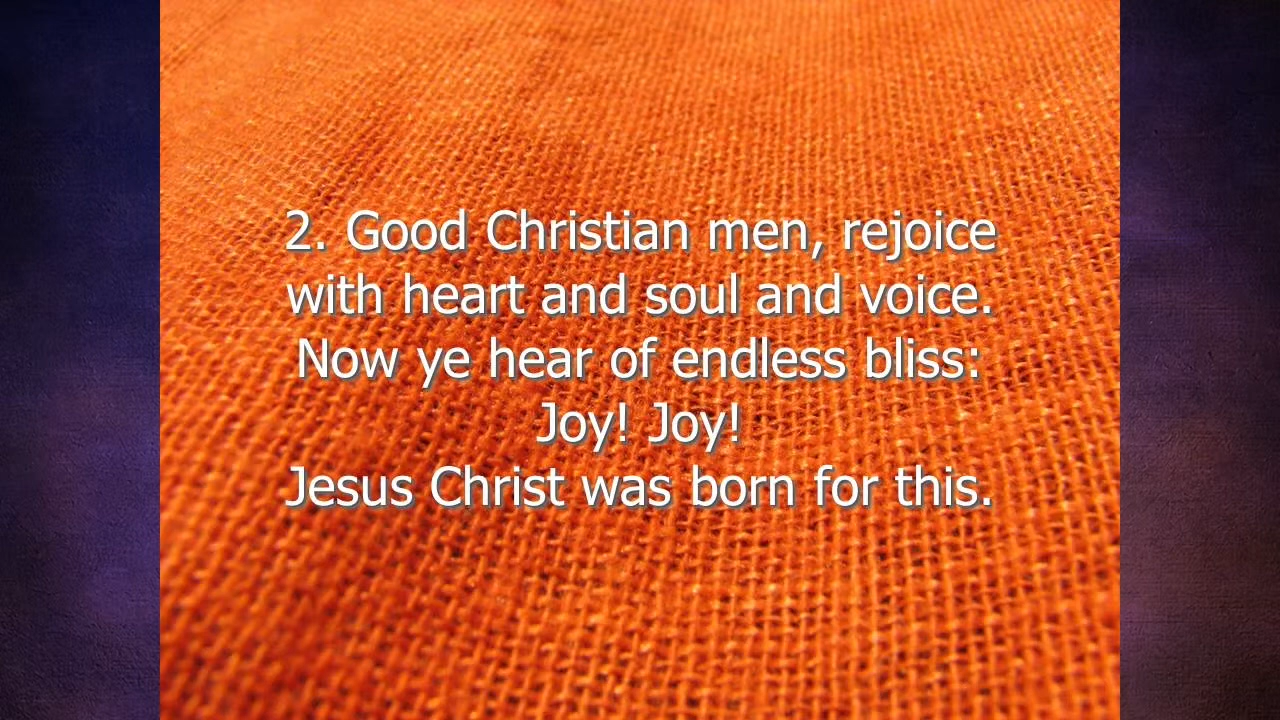 2. Good Christian men, rejoice
with heart and soul and voice.
Now ye hear of endless bliss:
Joy! Joy!
Jesus Christ was born for this.